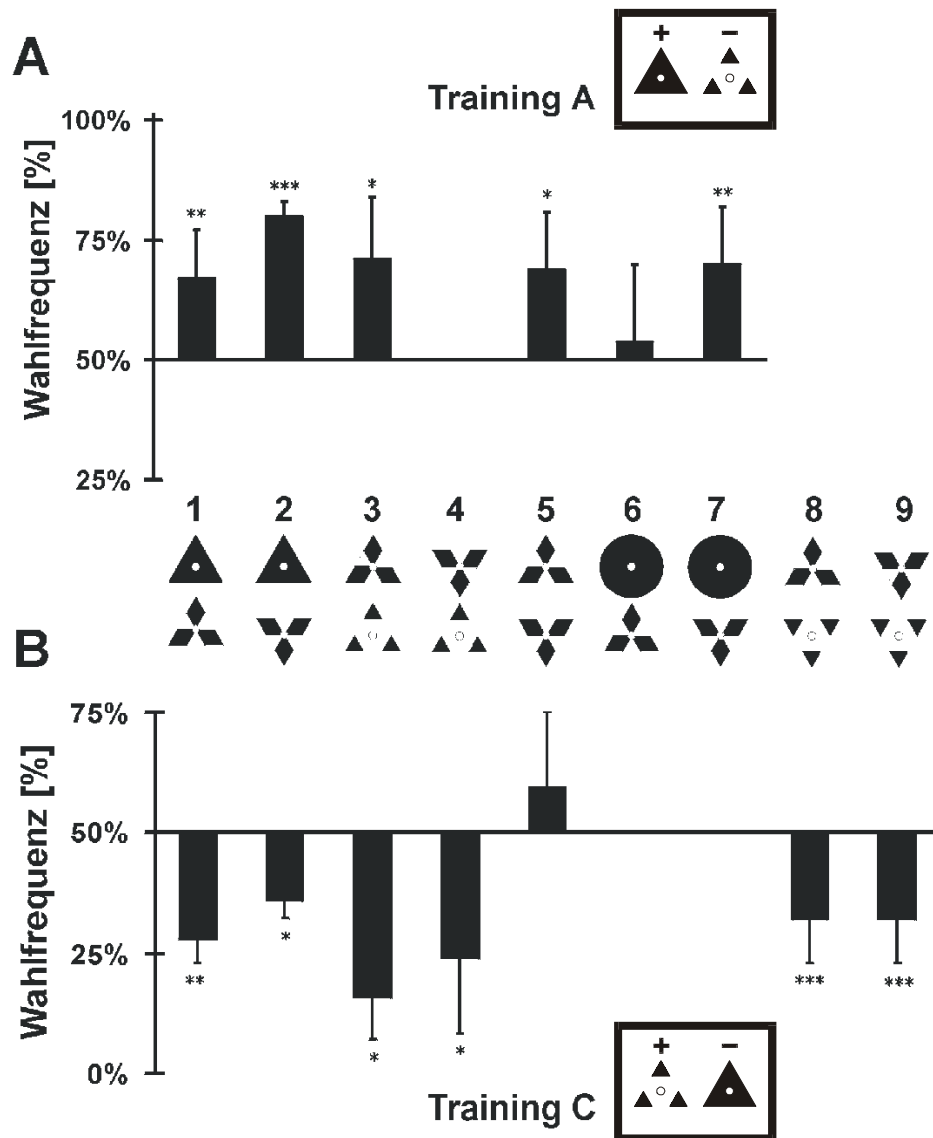 A
+ −
Training A
Wahlfrequenz [%]
100%
** *** * * **
75%
50%
25%
1 2 3 4 5 6 7 8 9
B
Wahlfrequenz [%]
75%
50%
25%
** * *** ***
* *
0%
+ −
Training C